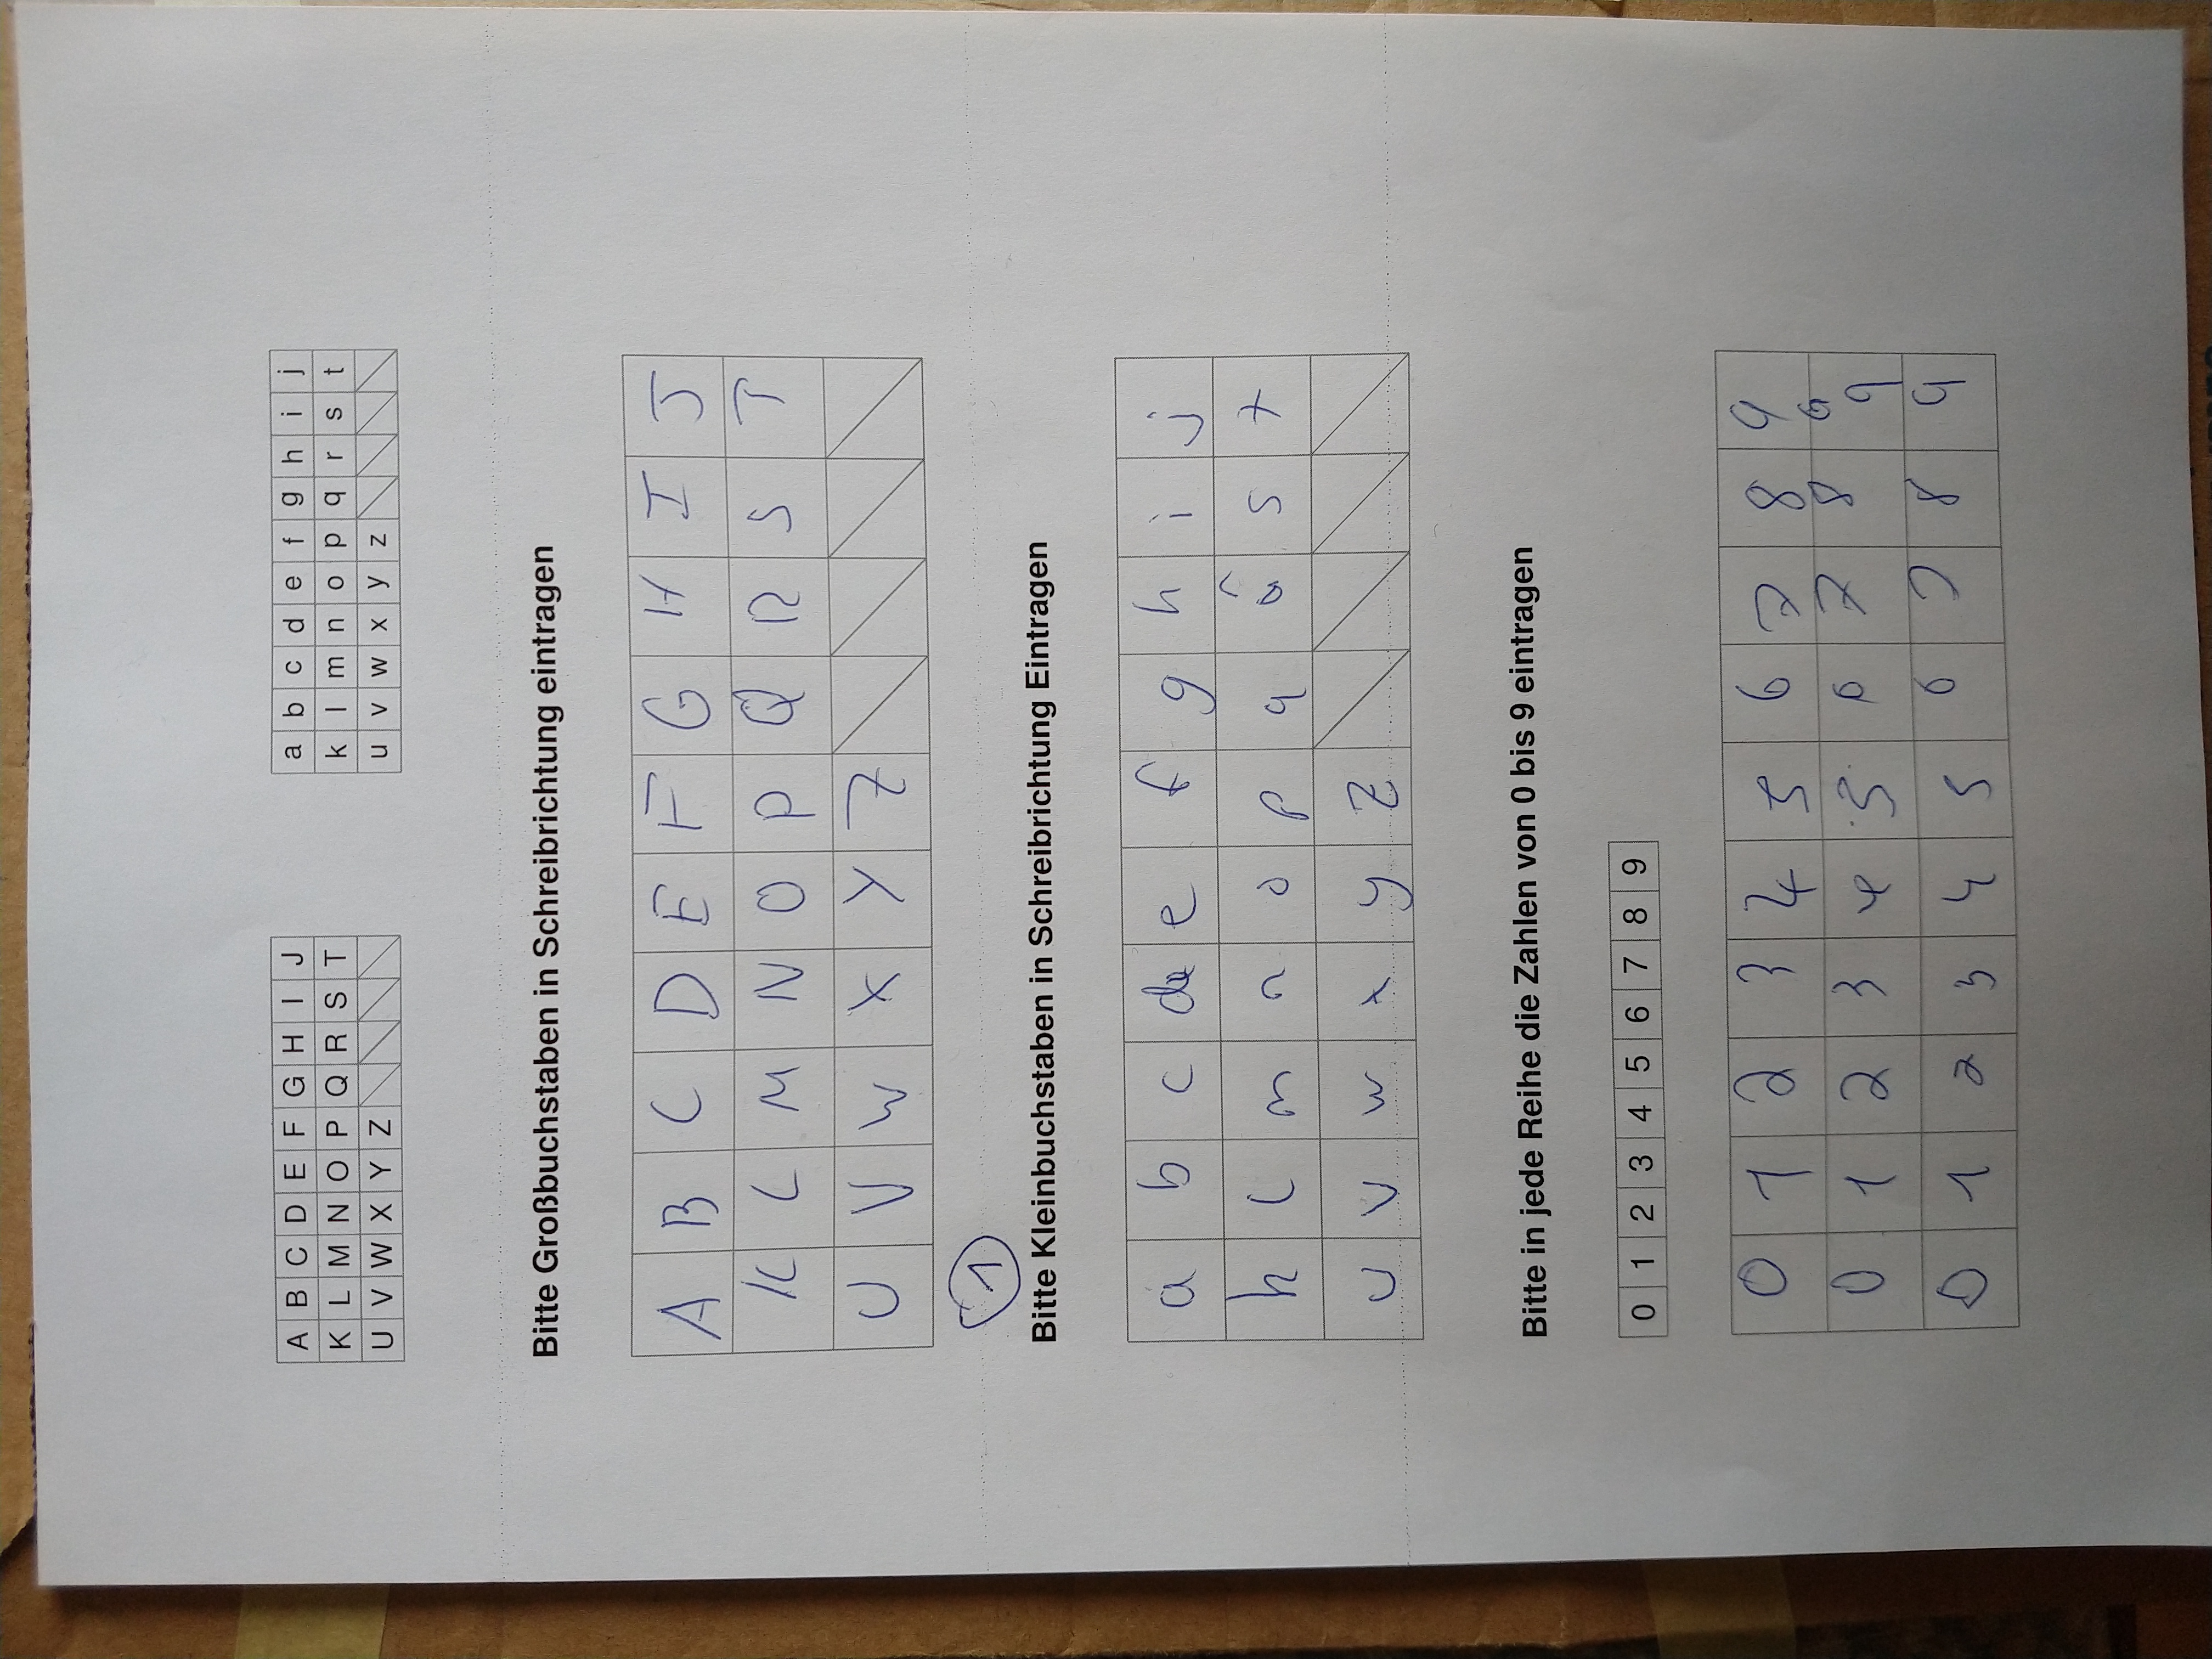 A B C D E F G H I J
K L M N O P Q R S T
U V W X Y Z
a b c d e f g h i j
k l m n o p q r s t
u v w x y z
Bitte Großbuchstaben in Schreibrichtung eintragen
A B C D E F G H I J
K L M N O P Q R S T
U V W X Y Z
1
Bitte Kleinbuchstaben in Schreibrichtung Eintragen
a b c d e f g h i j
k l m n o p q r s t
u v w x y z
Bitte in jede Reihe die Zahlen von 0 bis 9 eintragen
0 1 2 3 4 5 6 7 8 9
0 1 2 3 4 5 6 7 8 9
0 1 2 3 4 5 6 7 8 9
0 1 2 3 4 5 6 7 8 9